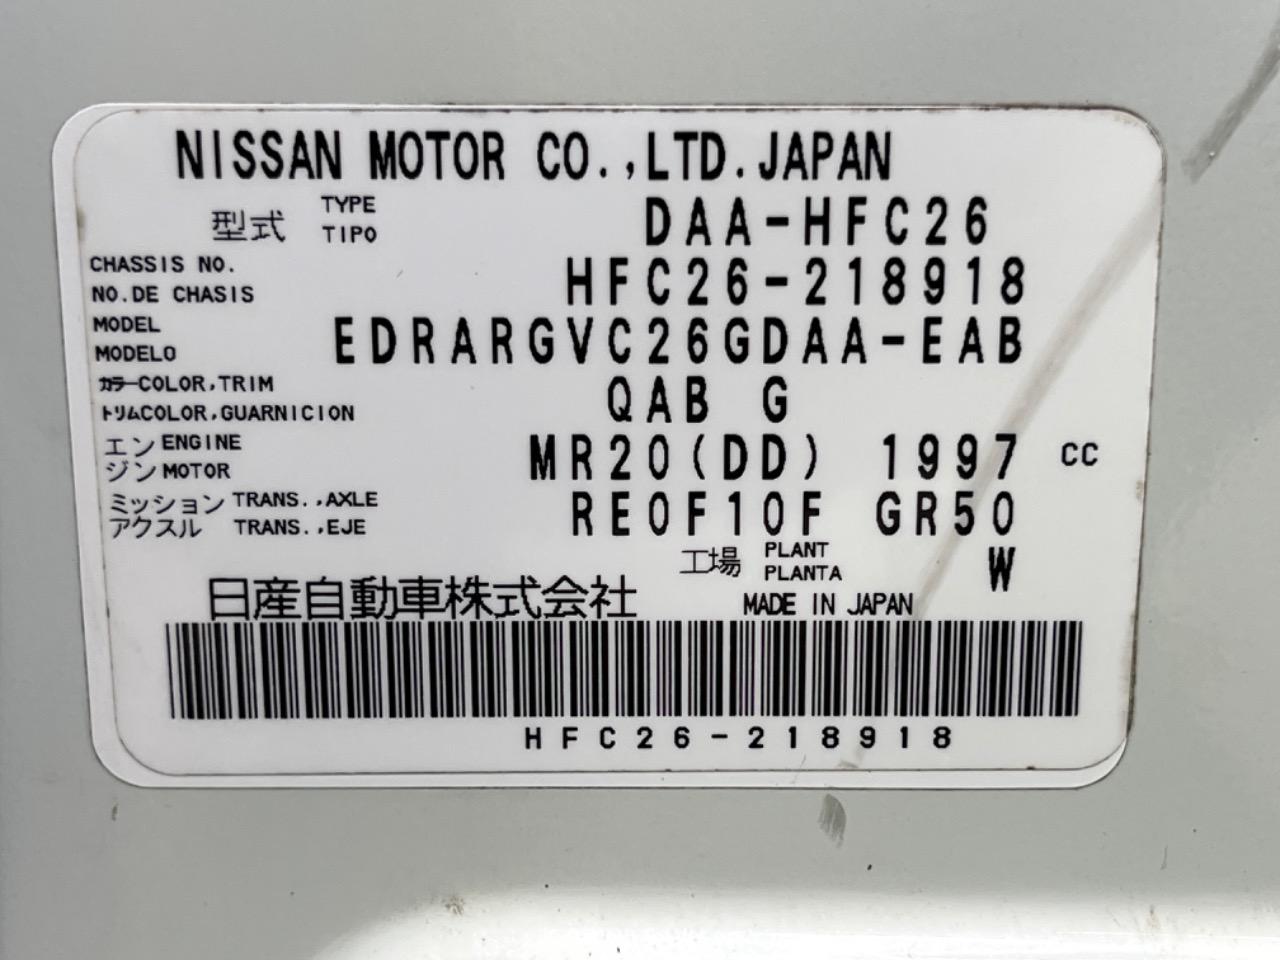 NISSAN MOTOR CO.,LTD.JAPAN
型式 TYPE TIPO DAA-HFC26
CHASSIS NO. NO.DE CHASIS HFC26-218918
MODEL MODELO EDRARGVC26GDAA-EAB
カラーCOLOR,TRIM
トリムCOLOR,GUARNICION QAB G
エンジン ENGINE MOTOR MR20(DD) 1997 CC
ミッション TRANS.,AXLE
アクスル TRANS.,EJE RE0F10F GR50
工場 PLANT PLANTA W
日産自動車株式会社 MADE IN JAPAN
HFC26-218918